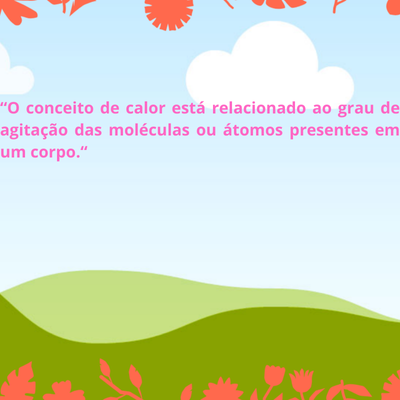 “O conceito de calor está relacionado ao grau de
agitação das moléculas ou átomos presentes em
um corpo.“